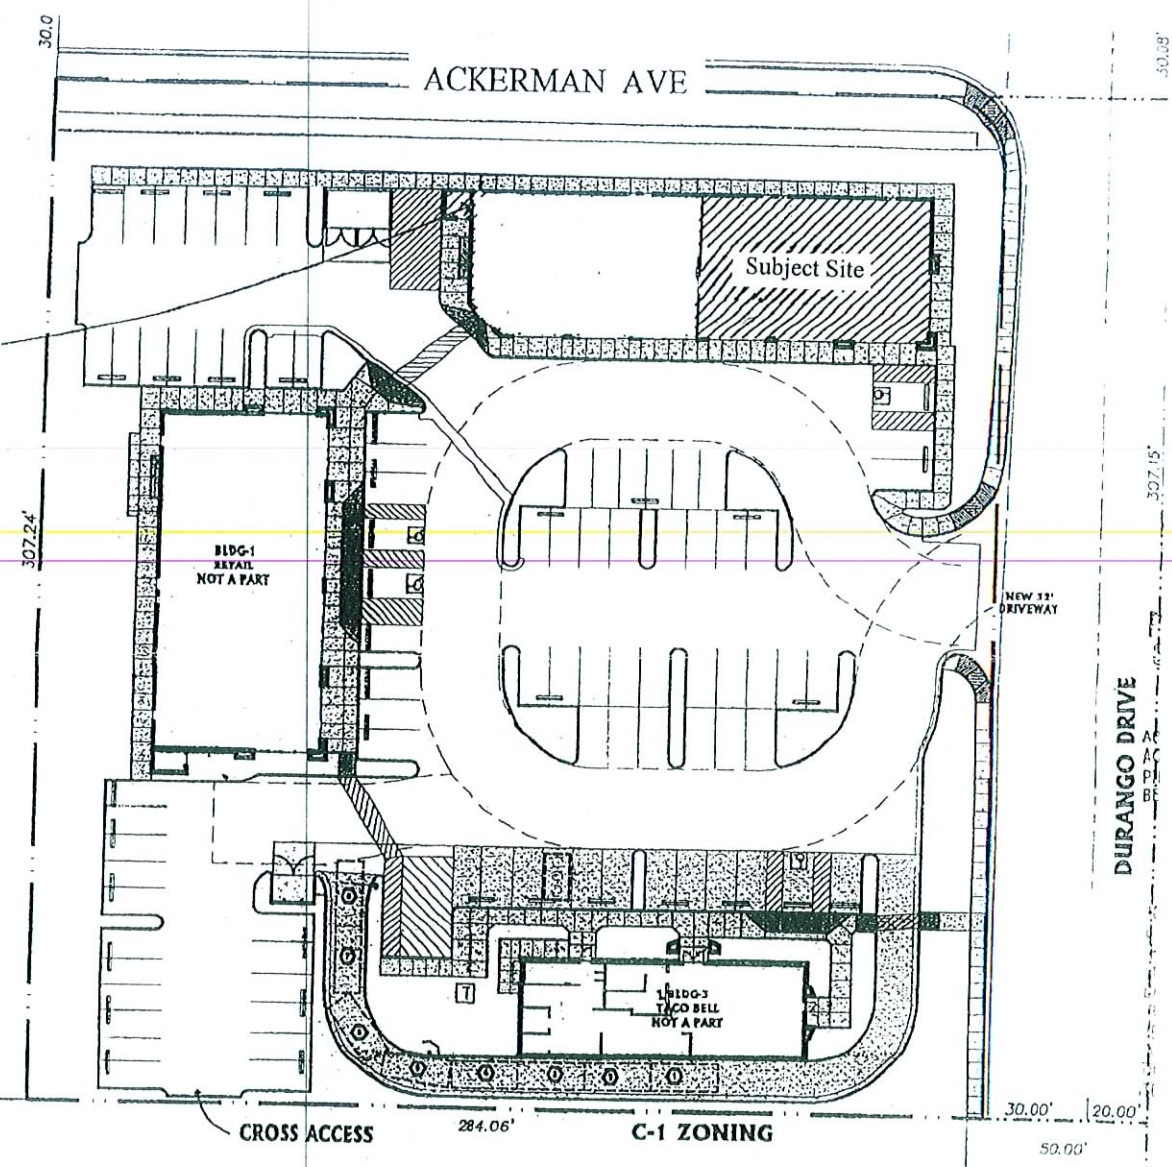 30.0
30.08'
ACKERMAN AVE
Subject Site
307.24'
307.15'
BLDG-1
RETAIL
NOT A PART
NEW 32'
DRIVEWAY
DURANGO DRIVE
BLDG-3
TACO BELL
NOT A PART
CROSS ACCESS
284.06'
C-1 ZONING
30.00'
20.00'
50.00'